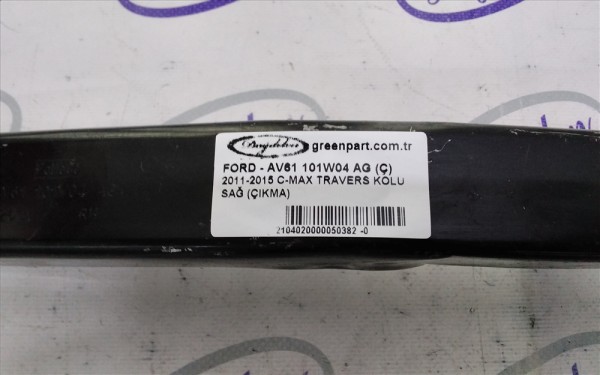 greenpart.com.tr
FORD - AV61 101W04 AG (Ç)
2011-2015 C-MAX TRAVERS KOLU
SAĞ (ÇIKMA)
2104020000050382 -0